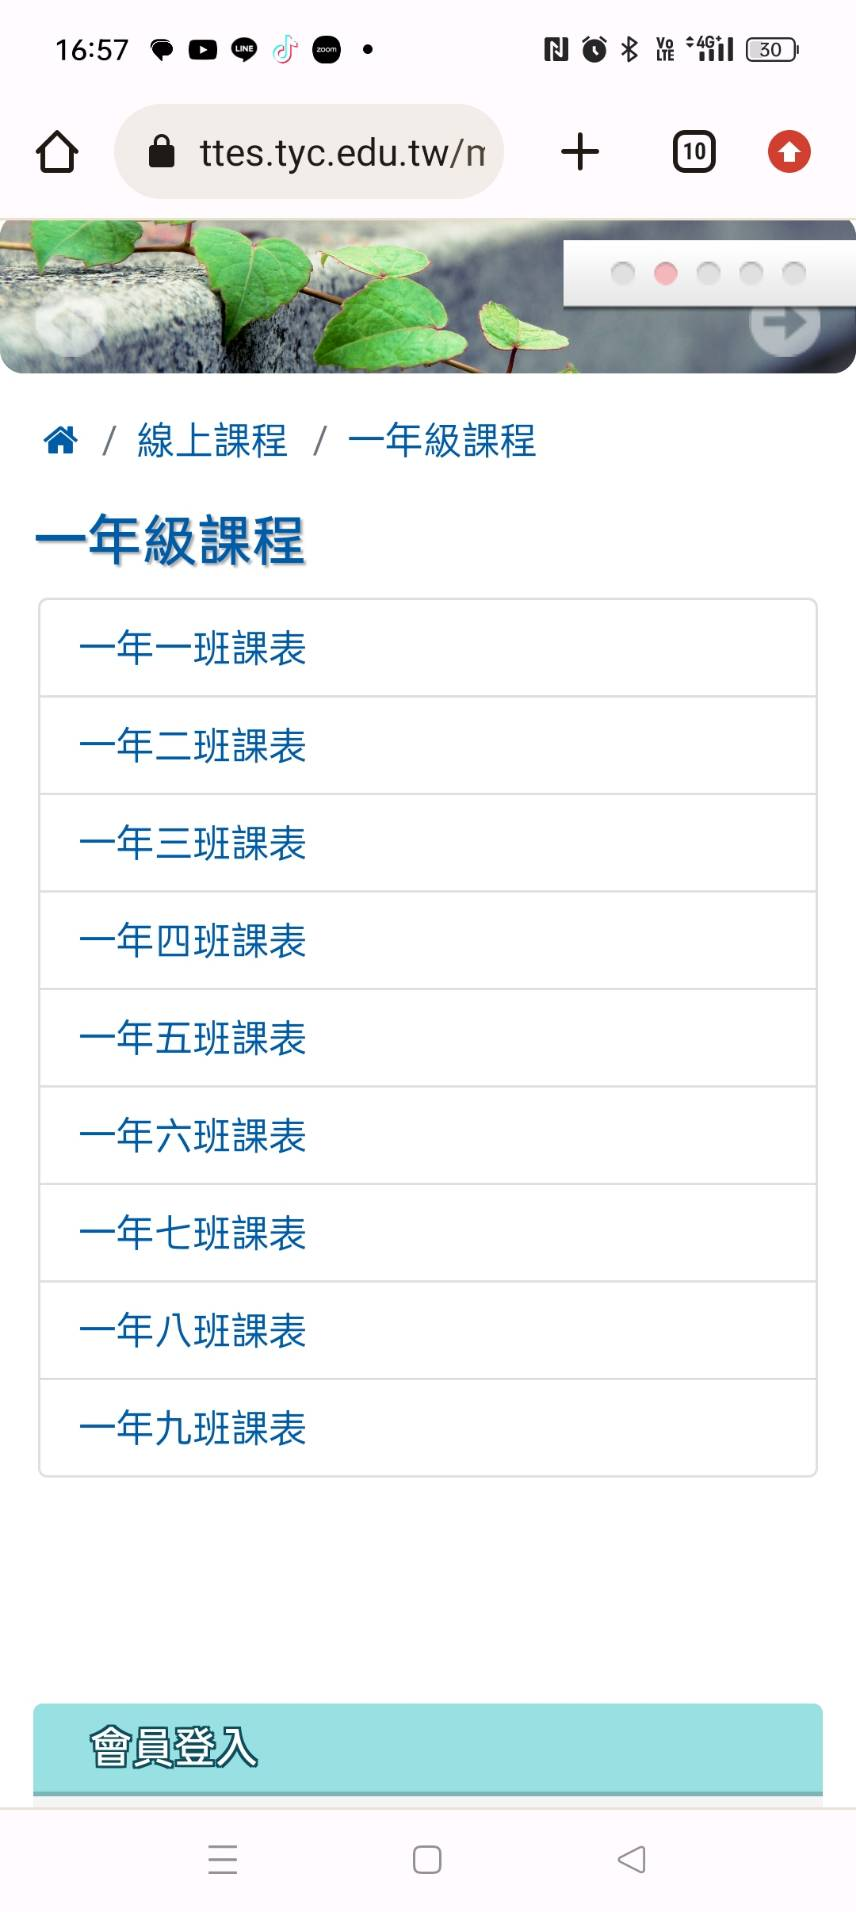 16:57 LINE zoom VoLTE 4G+ 30
ttes.tyc.edu.tw/m 10
/ 線上課程 / 一年級課程
一年級課程
一年一班課表
一年二班課表
一年三班課表
一年四班課表
一年五班課表
一年六班課表
一年七班課表
一年八班課表
一年九班課表
會員登入